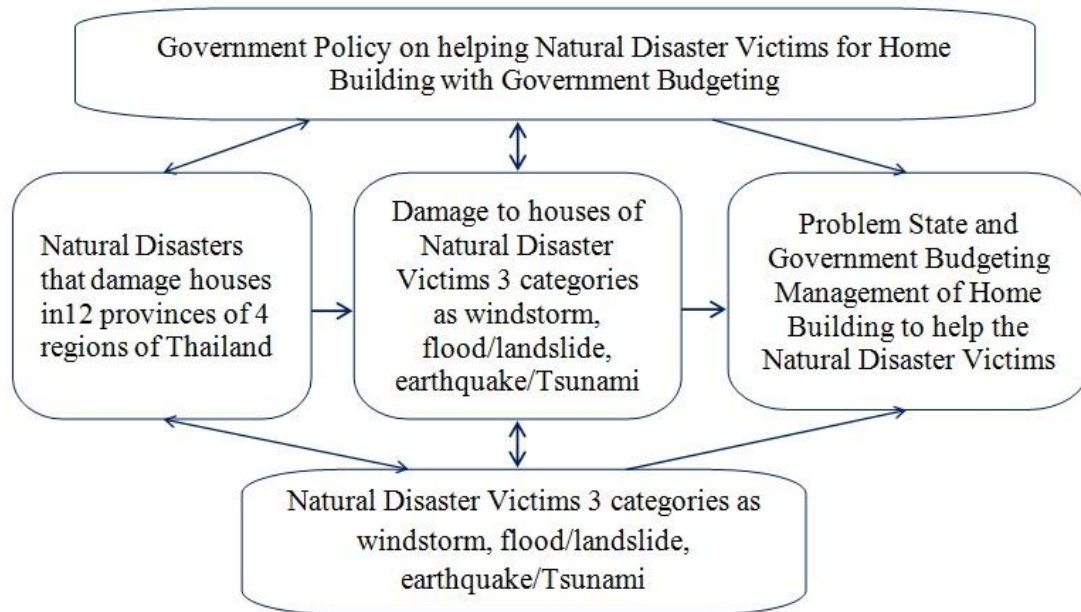 Government Policy on helping Natural Disaster Victims for Home
Building with Government Budgeting
Natural Disasters
that damage houses
in12 provinces of 4
regions of Thailand
Damage to houses of
Natural Disaster
Victims 3 categories
as windstorm,
flood/landslide,
earthquake/Tsunami
Problem State and
Government Budgeting
Management of Home
Building to help the
Natural Disaster Victims
Natural Disaster Victims 3 categories as
windstorm, flood/landslide,
earthquake/Tsunami